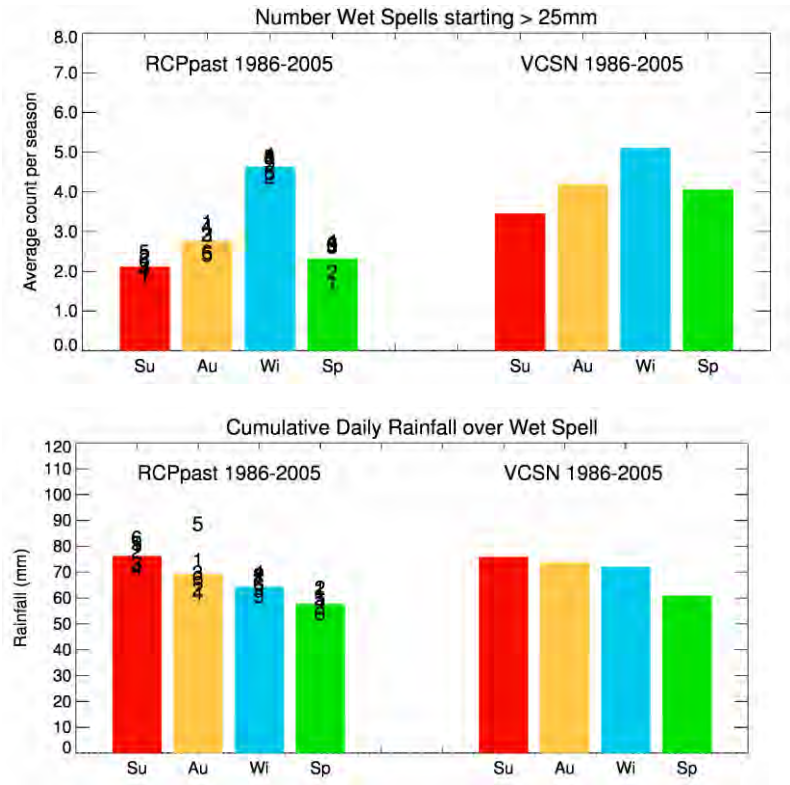 Number Wet Spells starting > 25mm
8.0
RCPpast 1986-2005 VCSN 1986-2005
7.0
6.0
5.0
4.0
3.0
2.0
1.0
0.0
Average count per season
Su Au Wi Sp Su Au Wi Sp
Cumulative Daily Rainfall over Wet Spell
120
110
RCPpast 1986-2005 VCSN 1986-2005
100
90
5
80
70
60
50
40
30
20
10
0
Rainfall (mm)
Su Au Wi Sp Su Au Wi Sp